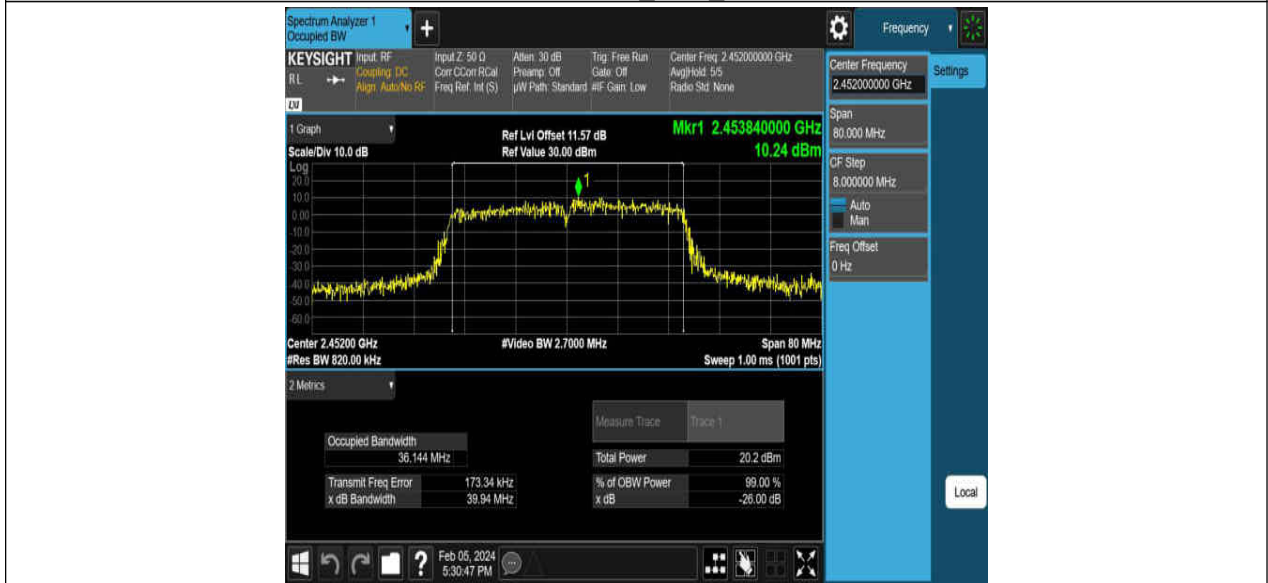 Spectrum Analyzer 1
Occupied BW
+
Frequency
KEYSIGHT
RL
LXI
Input: RF
Coupling: DC
Align: Auto/No RF
Input Z: 50 Ω
Corr CCorr RCal
Freq Ref: Int (S)
Atten: 30 dB
Preamp: Off
µW Path: Standard
Trig: Free Run
Gate: Off
#IF Gain: Low
Center Freq: 2.452000000 GHz
Avg|Hold: 5/5
Radio Std: None
Center Frequency
2.452000000 GHz
Settings
Span
80.000 MHz
CF Step
8.000000 MHz
Auto
Man
Freq Offset
0 Hz
Local
1 Graph
Scale/Div 10.0 dB
Ref Lvl Offset 11.57 dB
Ref Value 30.00 dBm
Mkr1 2.453840000 GHz
10.24 dBm
Log
20.0
10.0
0.00
-10.0
-20.0
-30.0
-40.0
-50.0
-60.0
1
Center 2.45200 GHz
#Video BW 2.7000 MHz
Span 80 MHz
#Res BW 820.00 kHz
Sweep 1.00 ms (1001 pts)
2 Metrics
Measure Trace
Trace 1
Occupied Bandwidth
36.144 MHz
Total Power
20.2 dBm
Transmit Freq Error
173.34 kHz
% of OBW Power
99.00 %
x dB Bandwidth
39.94 MHz
x dB
-26.00 dB
?
Feb 05, 2024
5:30:47 PM